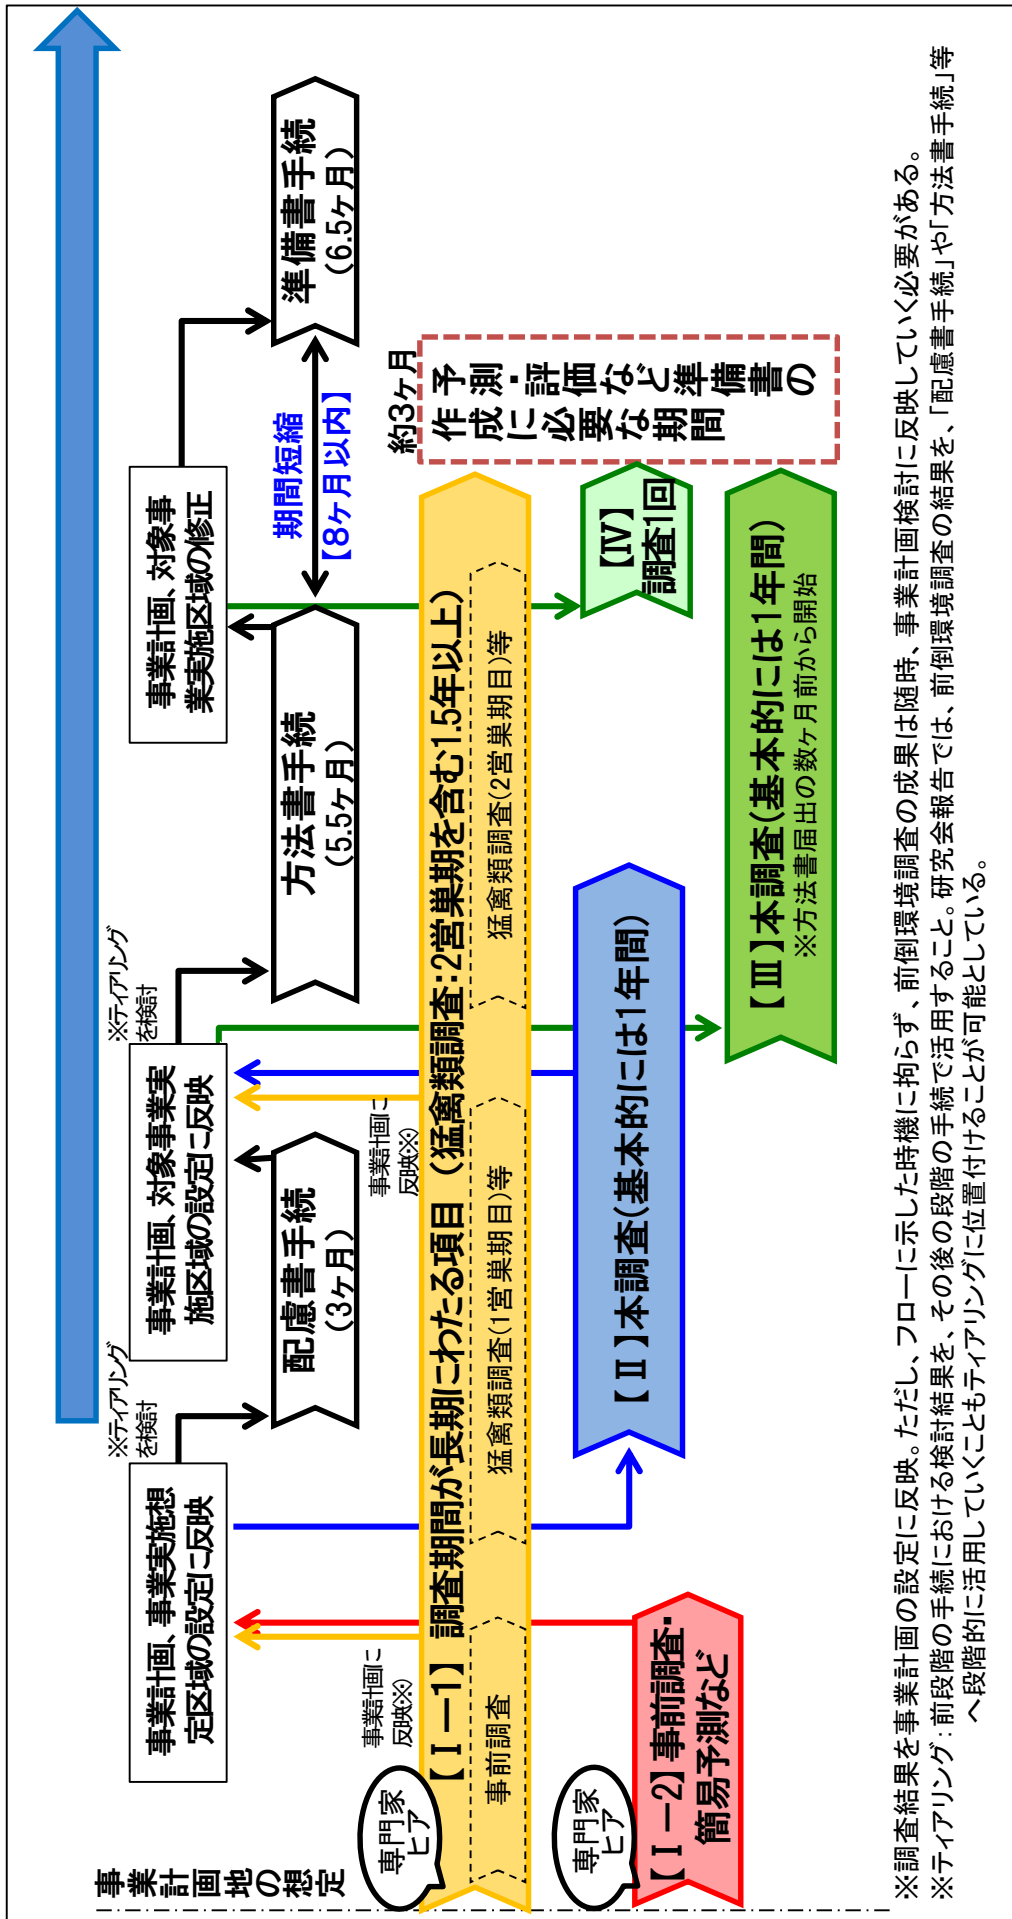 事業計画地の想定
事業計画、事業実施想
定区域の設定に反映
※ティアリング
を検討
事業計画、対象事業実
施区域の設定に反映
※ティアリング
を検討
事業計画、対象事
業実施区域の修正
配慮書手続
(3ヶ月)
方法書手続
(5.5ヶ月)
期間短縮
【8ヶ月以内】
準備書手続
(6.5ヶ月)
専門家
ヒア
事業計画に
反映(※)
事業計画に
反映(※)
【Ⅰ－1】 調査期間が長期にわたる項目 (猛禽類調査:2営巣期を含む1.5年以上)
事前調査
猛禽類調査(1営巣期目)等
猛禽類調査(2営巣期目)等
約3ヶ月
予測・評価など準備書の
作成に必要な期間
専門家
ヒア
【Ⅰ－2】事前調査・
簡易予測など
【Ⅱ】本調査(基本的には1年間)
【Ⅳ】
調査1回
【Ⅲ】本調査(基本的には1年間)
※方法書届出の数ヶ月前から開始
※調査結果を事業計画の設定に反映。ただし、フローに示した時機に拘らず、前倒環境調査の成果は随時、事業計画検討に反映していく必要がある。
※ティアリング:前段階の手続における検討結果を、その後の段階の手続で活用すること。研究会報告では、前倒環境調査の結果を、「配慮書手続」や「方法書手続」等
へ段階的に活用していくこともティアリングに位置付けることが可能としている。